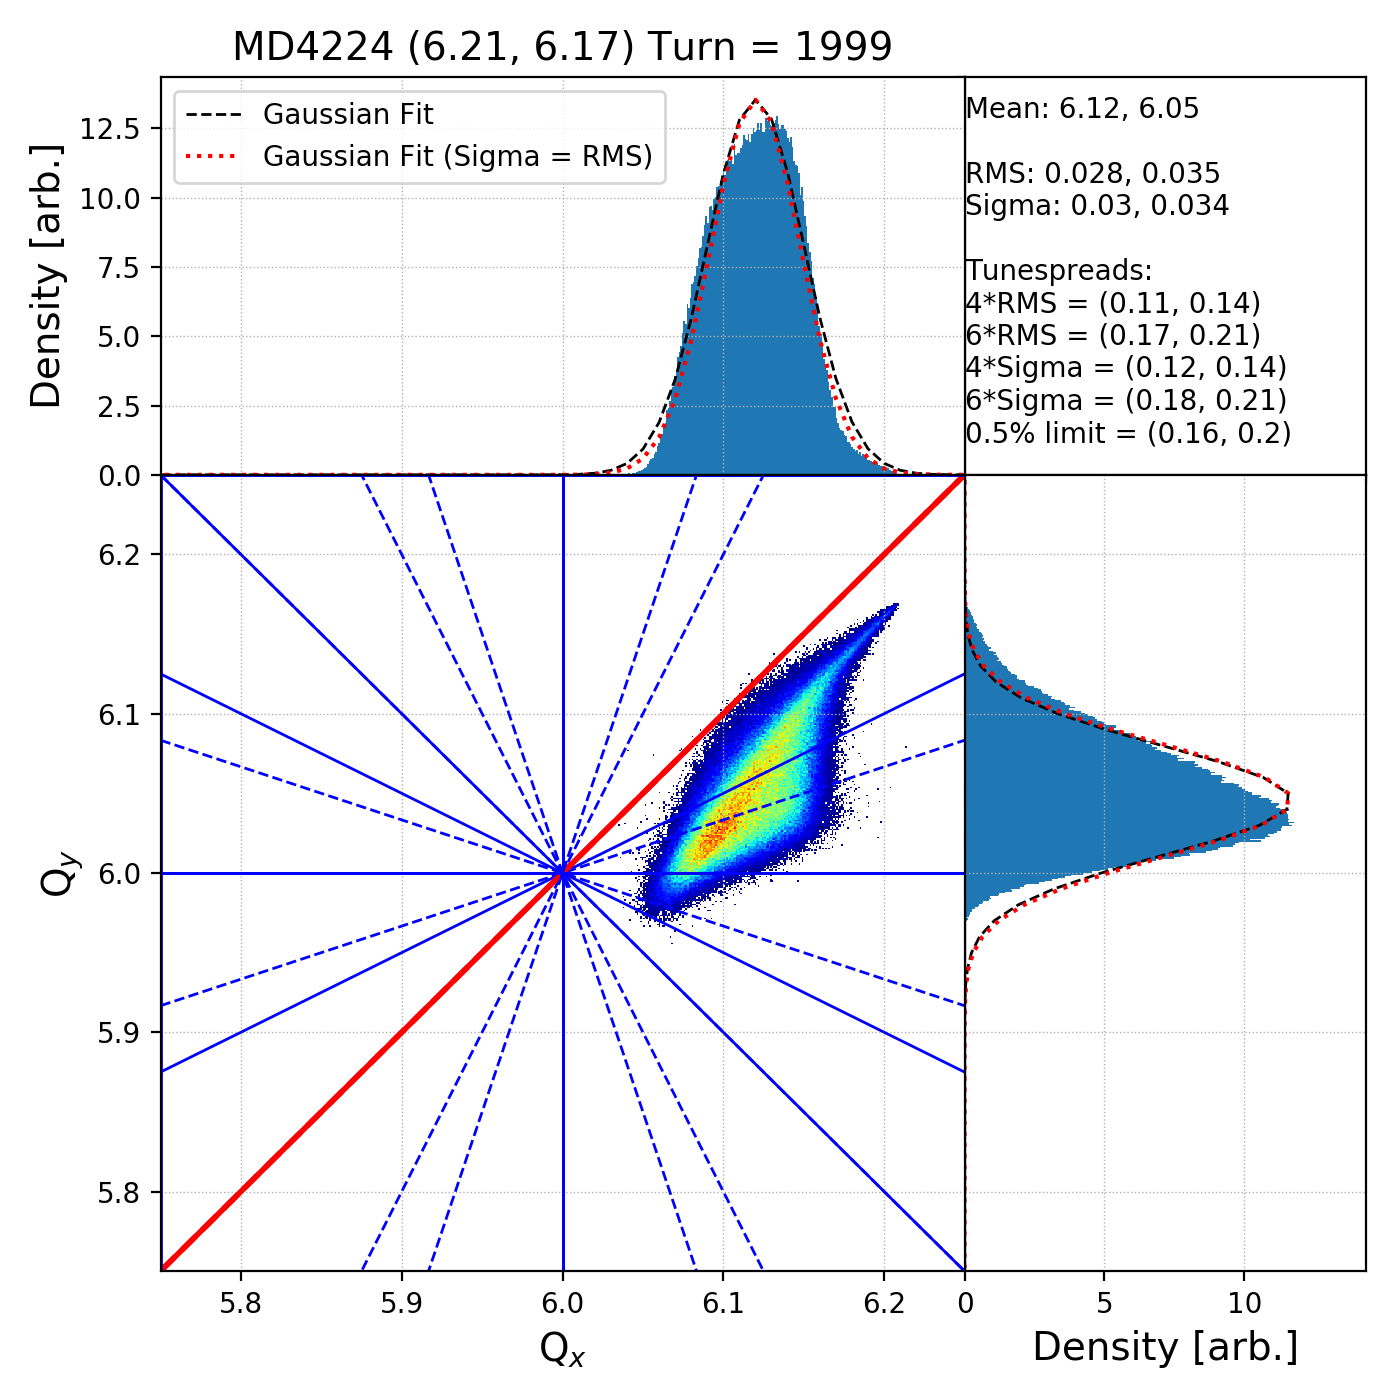 MD4224 (6.21, 6.17) Turn = 1999
Gaussian Fit
Gaussian Fit (Sigma = RMS)
Density [arb.]
12.5
10.0
7.5
5.0
2.5
0.0
Mean: 6.12, 6.05
RMS: 0.028, 0.035
Sigma: 0.03, 0.034
Tunespreads:
4*RMS = (0.11, 0.14)
6*RMS = (0.17, 0.21)
4*Sigma = (0.12, 0.14)
6*Sigma = (0.18, 0.21)
0.5% limit = (0.16, 0.2)
Qy
6.2
6.1
6.0
5.9
5.8
5.8 5.9 6.0 6.1 6.2
Qx
0 5 10
Density [arb.]